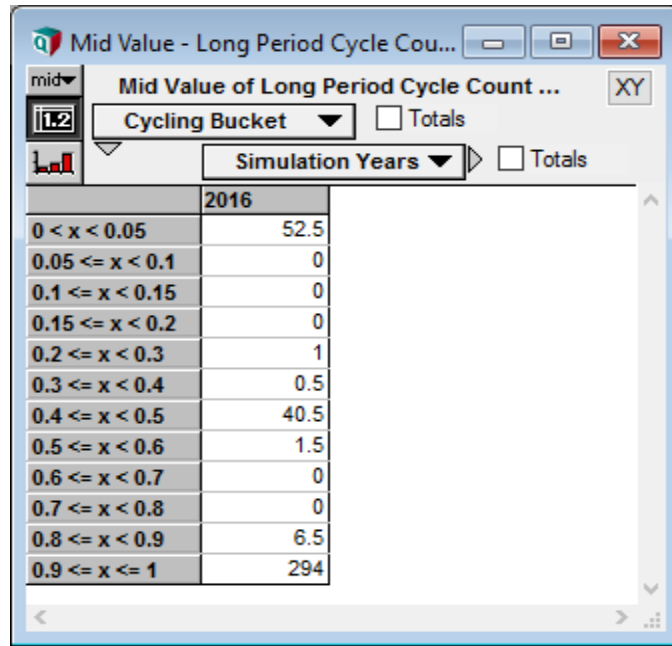 Mid Value - Long Period Cycle Cou...
mid
Mid Value of Long Period Cycle Count ...
XY
1.2
Cycling Bucket
Totals
Simulation Years
Totals
2016
0 < x < 0.05 52.5
0.05 <= x < 0.1 0
0.1 <= x < 0.15 0
0.15 <= x < 0.2 0
0.2 <= x < 0.3 1
0.3 <= x < 0.4 0.5
0.4 <= x < 0.5 40.5
0.5 <= x < 0.6 1.5
0.6 <= x < 0.7 0
0.7 <= x < 0.8 0
0.8 <= x < 0.9 6.5
0.9 <= x <= 1 294